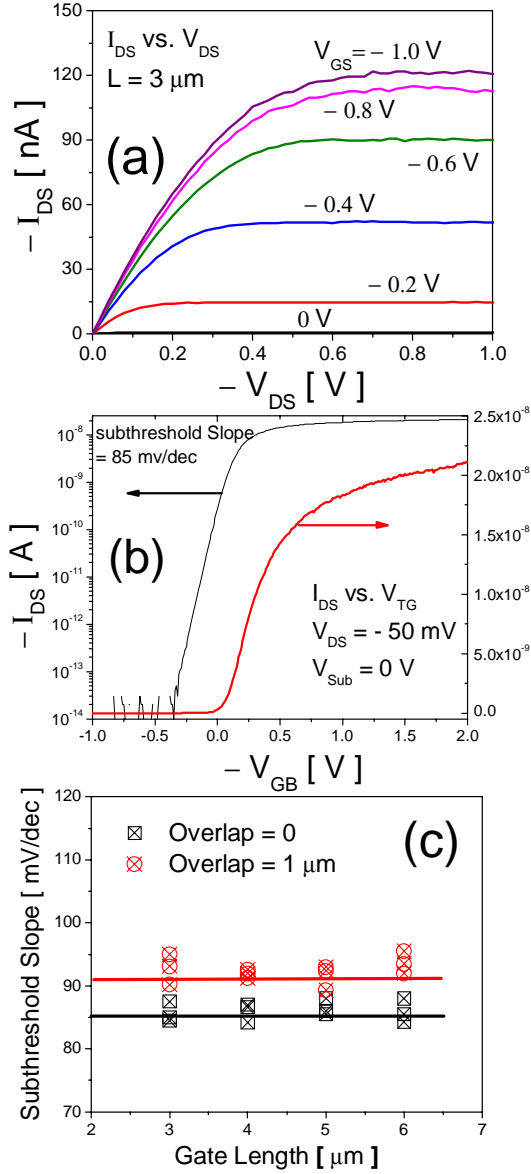 I_DS vs. V_DS
L = 3 μm
V_GS = − 1.0 V
− 0.8 V
− 0.6 V
− 0.4 V
− 0.2 V
0 V
(a)
150
120
90
60
30
0
− I_DS [ nA ]
0.0 0.2 0.4 0.6 0.8 1.0
− V_DS [ V ]
subthreshold Slope
= 85 mv/dec
(b)
I_DS vs. V_TG
V_DS = - 50 mV
V_Sub = 0 V
10^-8
10^-9
10^-10
10^-11
10^-12
10^-13
10^-14
− I_DS [ A ]
2.5x10^-8
2.0x10^-8
1.5x10^-8
1.0x10^-8
5.0x10^-9
0.0
-1.0 -0.5 0.0 0.5 1.0 1.5 2.0
− V_GB [ V ]
Overlap = 0
Overlap = 1 μm
(c)
120
110
100
90
80
70
Subthreshold Slope [ mV/dec]
2 3 4 5 6 7
Gate Length [ μm ]